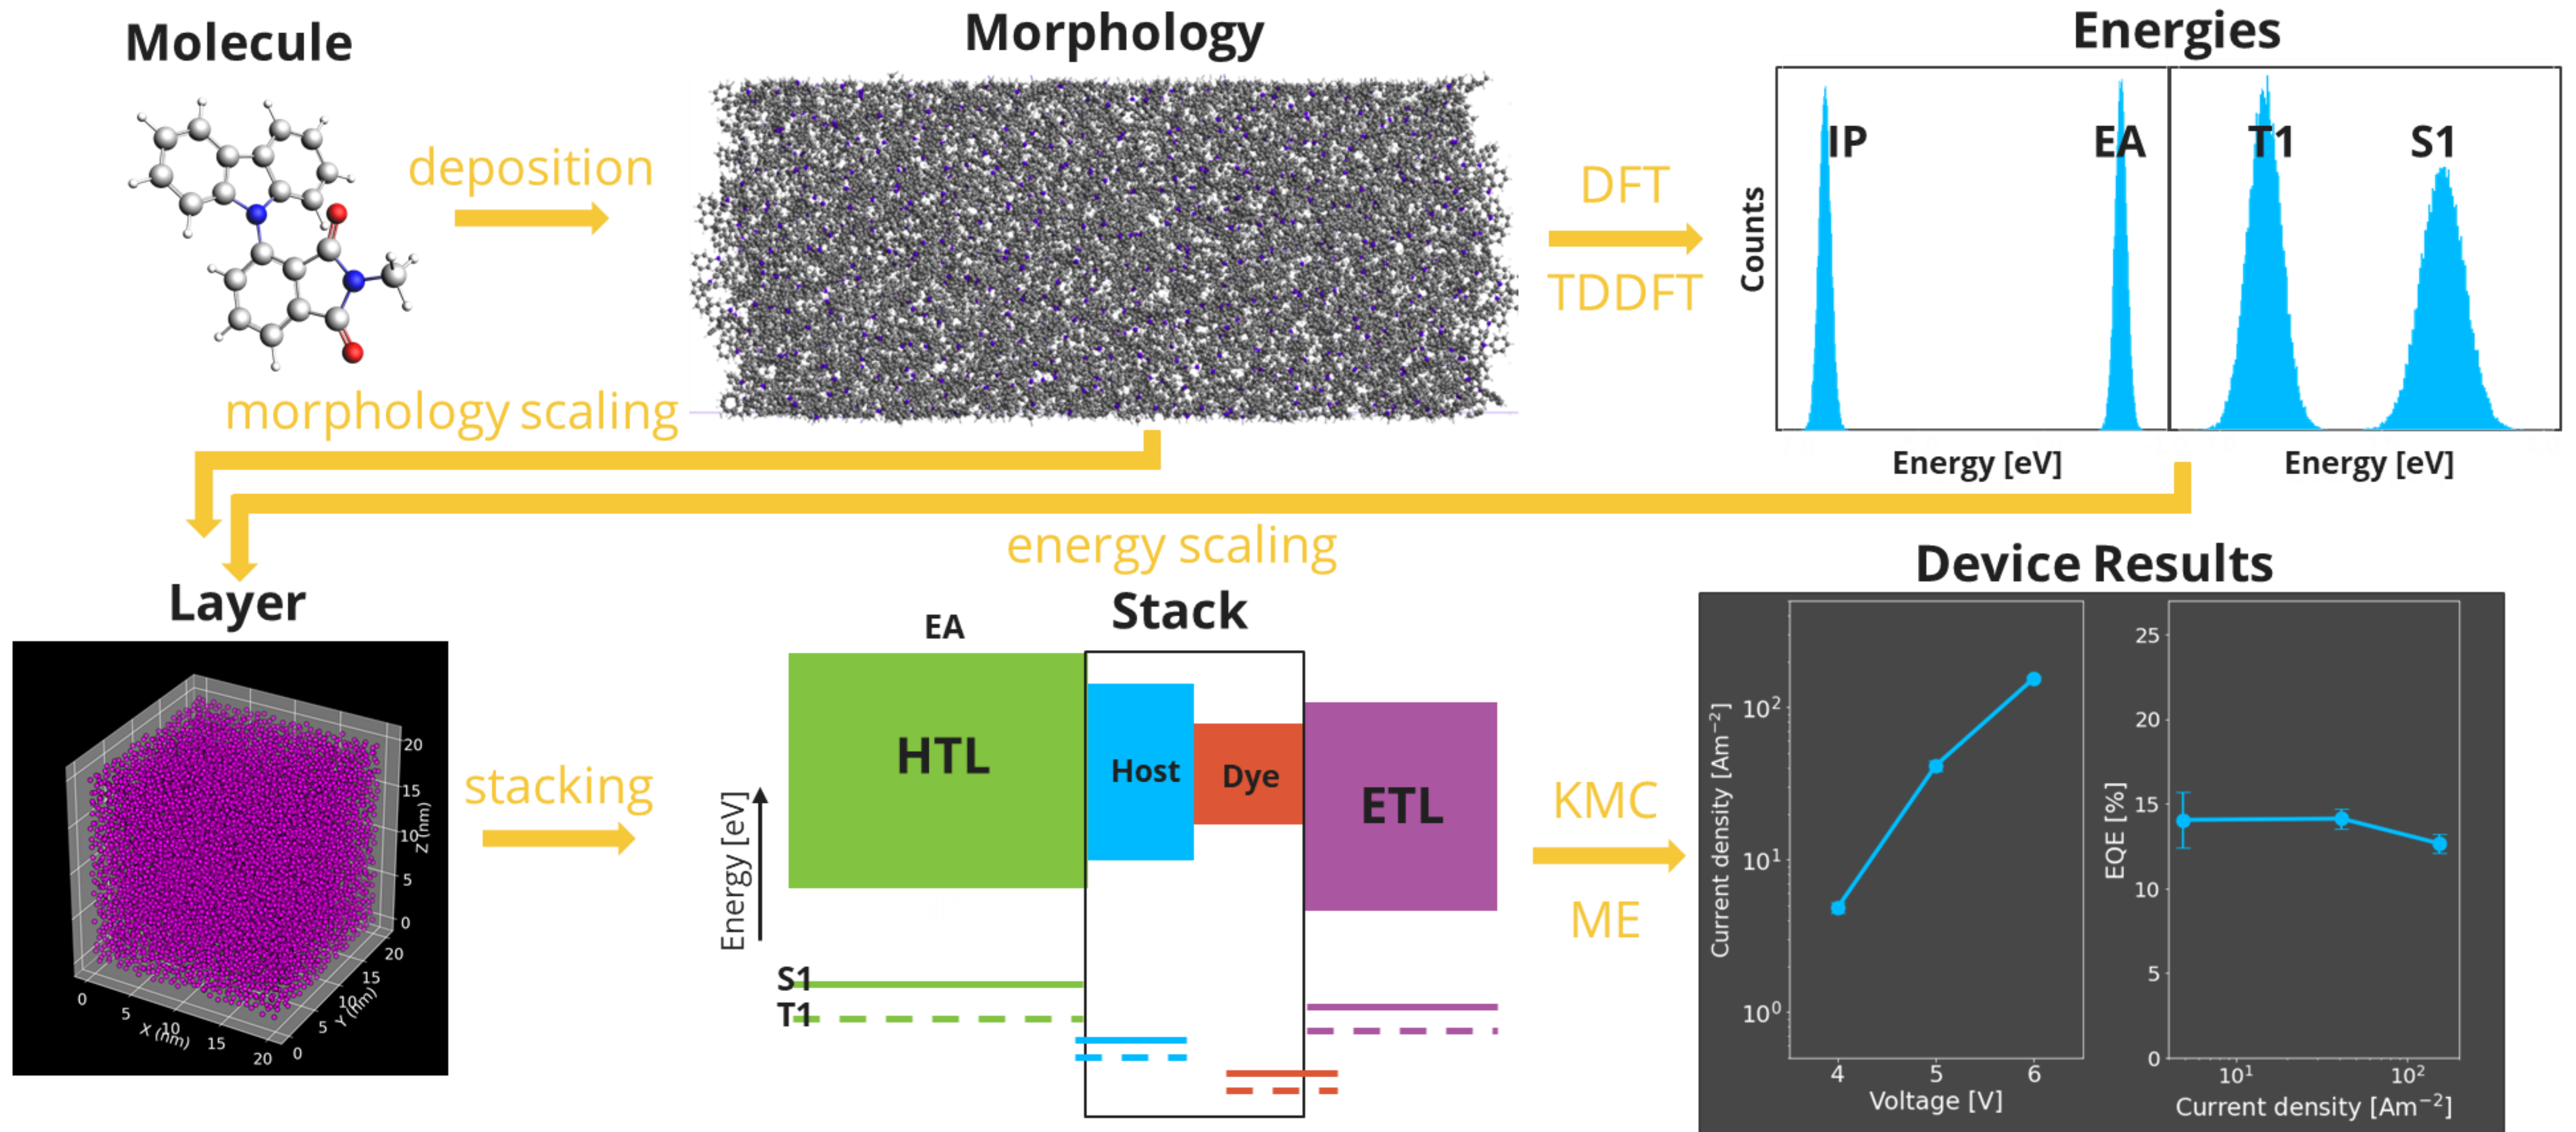 Molecule
deposition
Morphology
DFT
TDDFT
Energies
Counts
IP
EA
T1
S1
Energy [eV]
Energy [eV]
morphology scaling
energy scaling
Layer
20
15
10
5
0
Z (nm)
20
15
10
5
0
Y (nm)
0
5
10
15
20
X (nm)
stacking
Stack
EA
HTL
Host
Dye
ETL
Energy [eV]
S1
T1
KMC
ME
Device Results
Current density [Am⁻²]
10²
10¹
10⁰
4
5
6
Voltage [V]
EQE [%]
25
20
15
10
5
0
10¹
10²
Current density [Am⁻²]